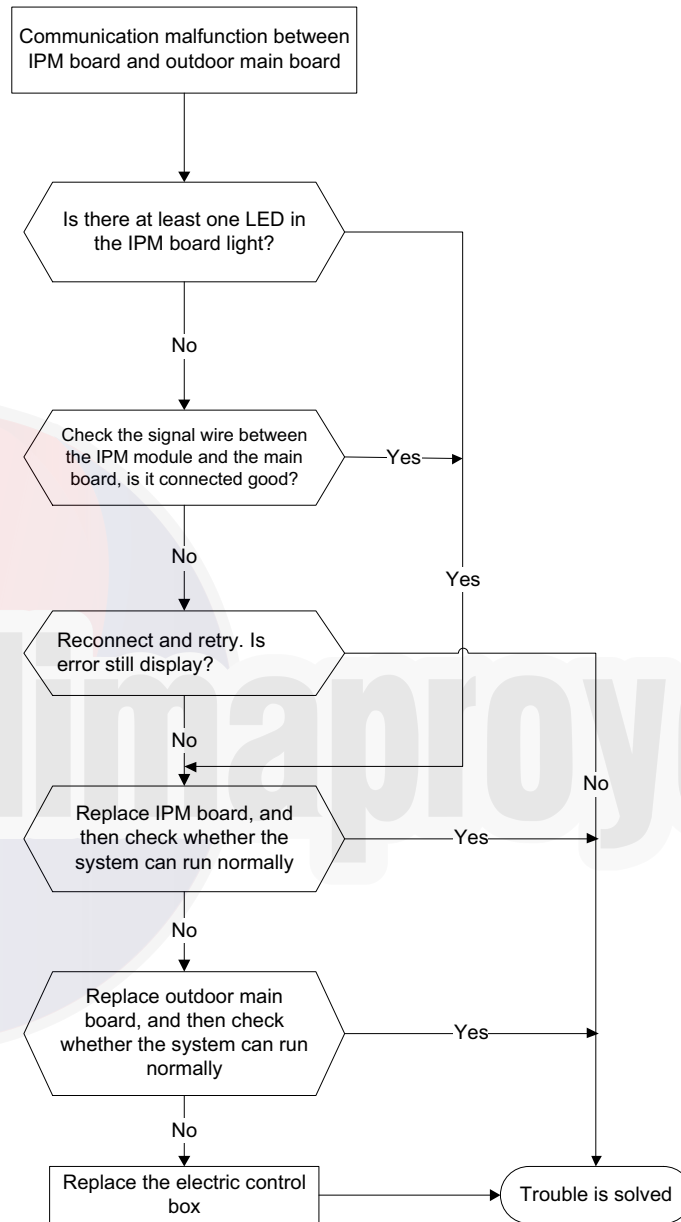 Communication malfunction between
IPM board and outdoor main board
Is there at least one LED in
the IPM board light?
No
Check the signal wire between
the IPM module and the main
board, is it connected good?
Yes
No
Yes
Reconnect and retry. Is
error still display?
No
No
Replace IPM board, and
then check whether the
system can run normally
Yes
No
Replace outdoor main
board, and then check
whether the system can run
normally
Yes
No
Replace the electric control
box
Trouble is solved